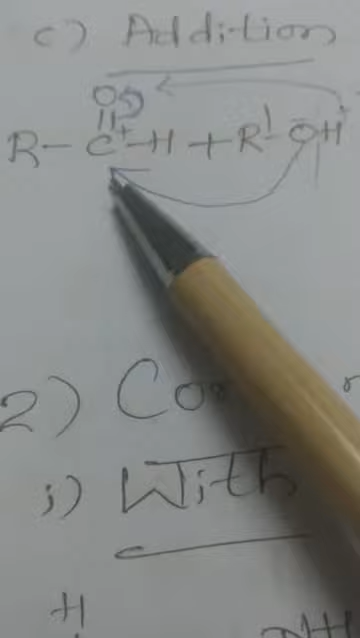 c) Addition
O
||
R-C⁺-H + R'-OH
2) Co
i) With
H